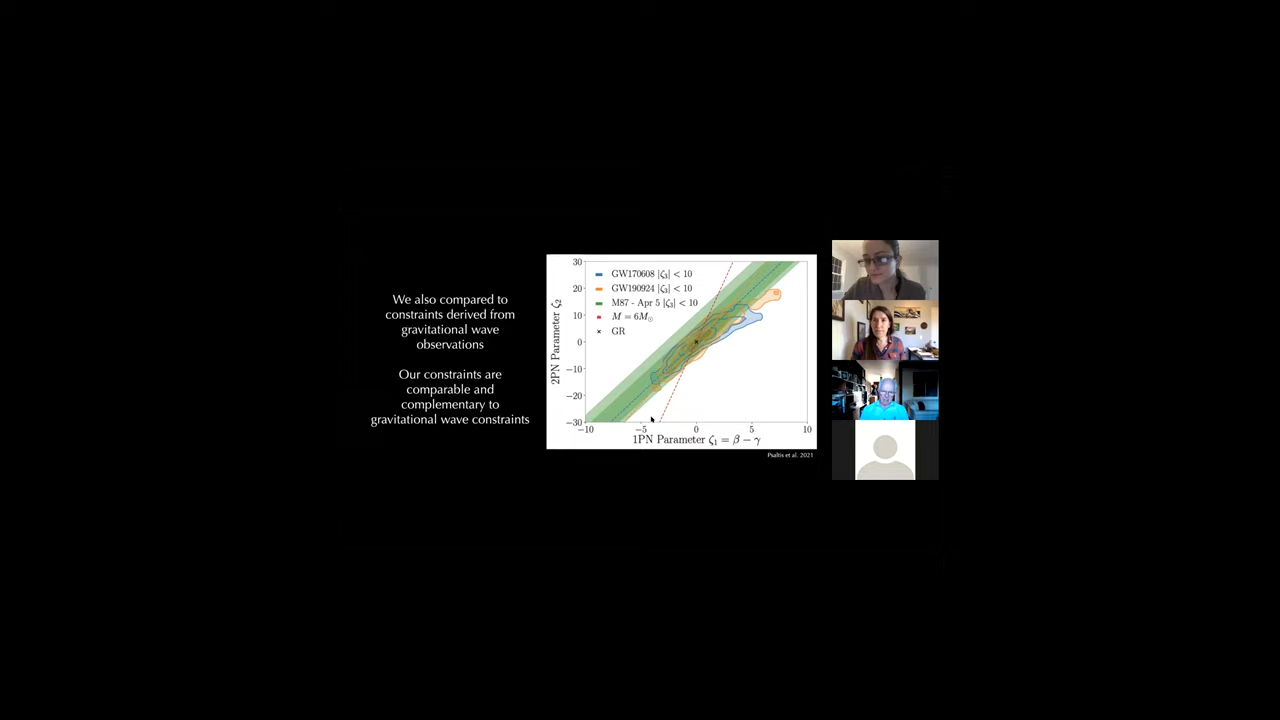 We also compared to
constraints derived from
gravitational wave
observations
Our constraints are
comparable and
complementary to
gravitational wave constraints
30
20
10
0
−10
−20
−30
2PN Parameter ζ₂
GW170608 |ζ₃| < 10
GW190924 |ζ₃| < 10
M87 - Apr 5 |ζ₃| < 10
M = 6M☉
GR
−10
−5
0
5
10
1PN Parameter ζ₁ = β − γ
Psaltis et al. 2021